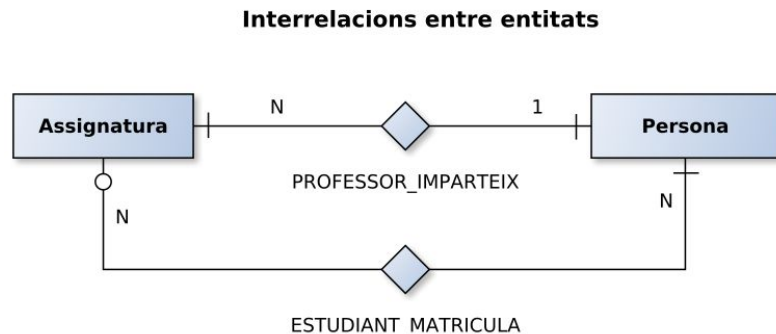 Interrelacions entre entitats
Assignatura
N
1
Persona
PROFESSOR_IMPARTEIX
N
N
ESTUDIANT_MATRICULA